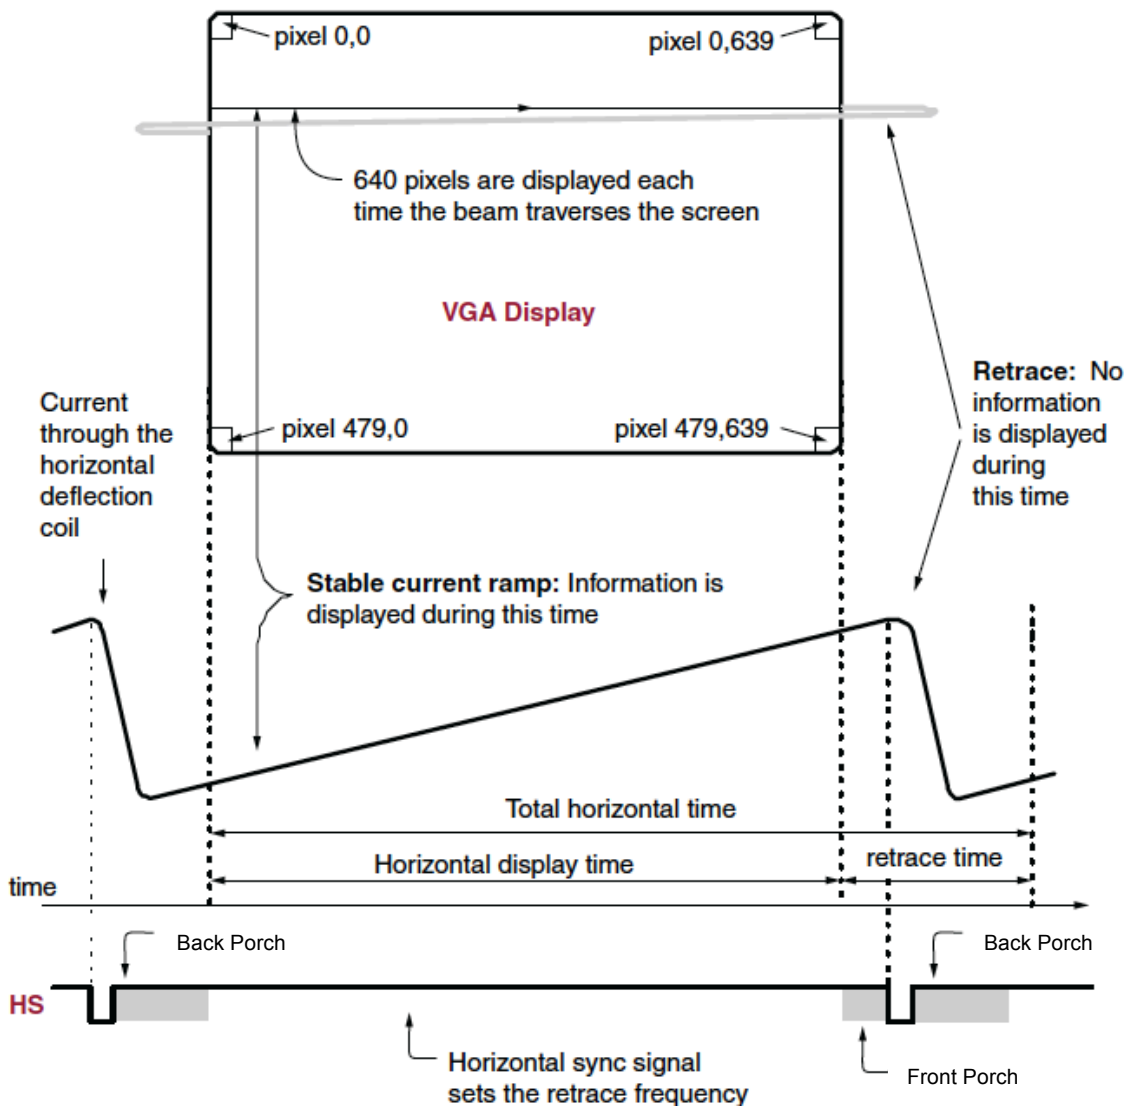 pixel 0,0
pixel 0,639
640 pixels are displayed each
time the beam traverses the screen
VGA Display
Retrace: No
information
is displayed
during
this time
Current
through the
horizontal
deflection
coil
pixel 479,0
pixel 479,639
Stable current ramp: Information is
displayed during this time
Total horizontal time
Horizontal display time
retrace time
time
Back Porch
Back Porch
HS
Horizontal sync signal
sets the retrace frequency
Front Porch